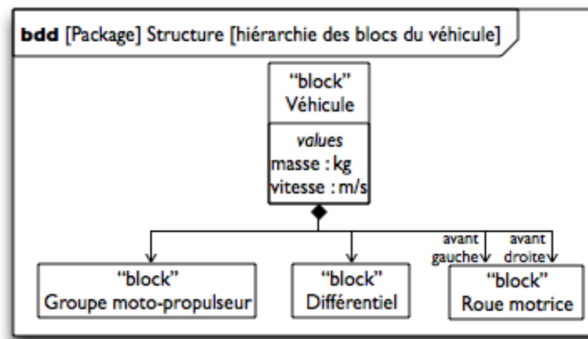 bdd [Package] Structure [hiérarchie des blocs du véhicule]
“block”
Véhicule
values
masse : kg
vitesse : m/s
avant
gauche
avant
droite
“block”
Groupe moto-propulseur
“block”
Différentiel
“block”
Roue motrice